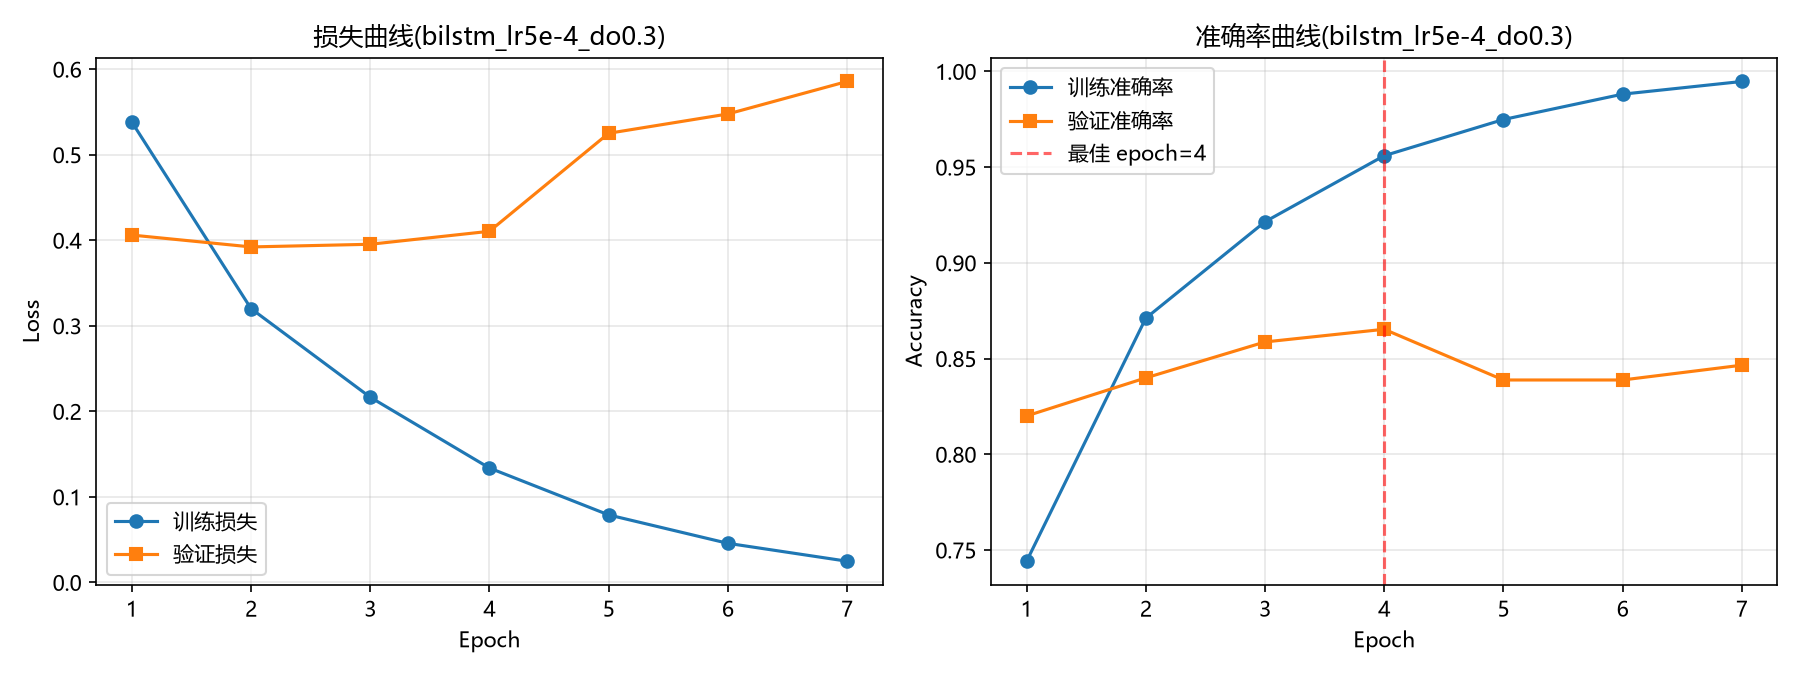 损失曲线(bilstm_lr5e-4_do0.3)
0.6
0.5
0.4
0.3
0.2
0.1
0.0
Loss
训练损失
验证损失
1 2 3 4 5 6 7
Epoch
准确率曲线(bilstm_lr5e-4_do0.3)
1.00
0.95
0.90
0.85
0.80
0.75
Accuracy
训练准确率
验证准确率
最佳 epoch=4
1 2 3 4 5 6 7
Epoch